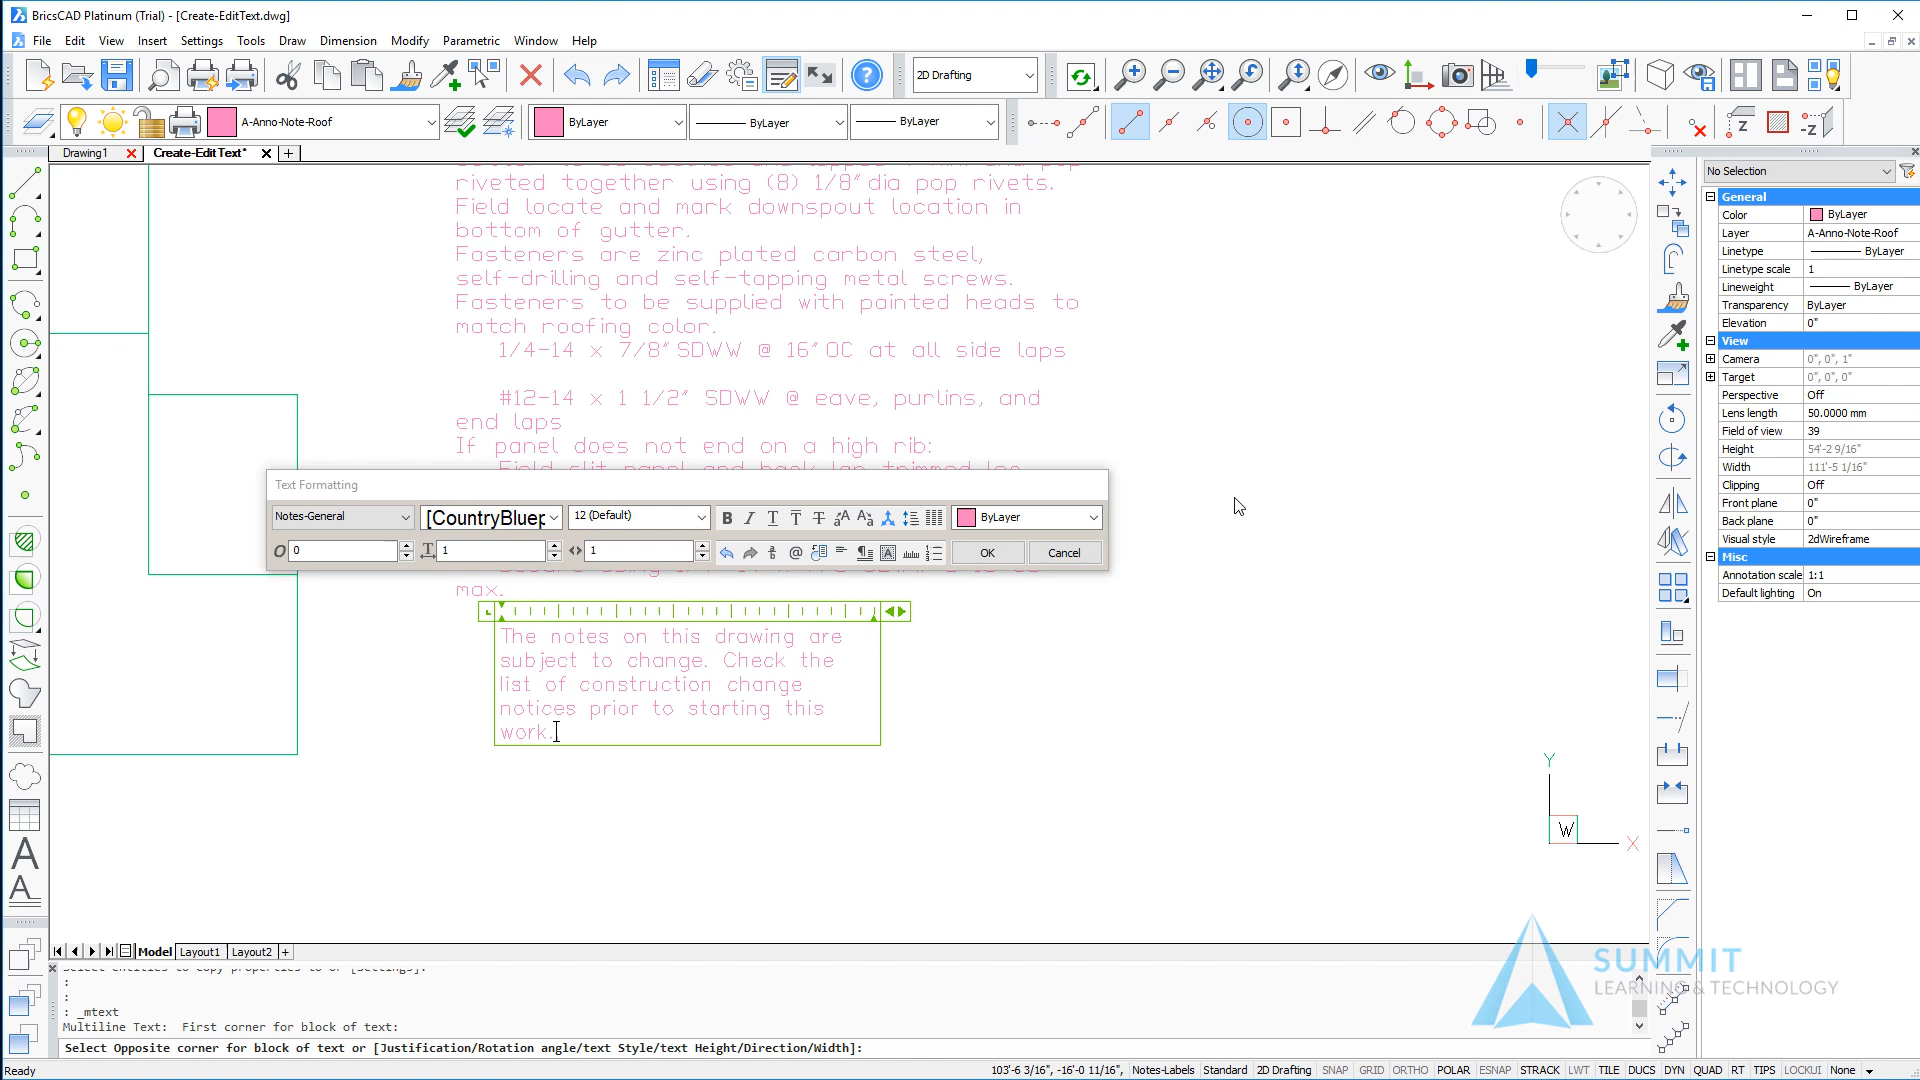 BricsCAD Platinum (Trial) - [Create-EditText.dwg]
File Edit View Insert Settings Tools Draw Dimension Modify Parametric Window Help
2D Drafting
A-Anno-Note-Roof ByLayer ByLayer ByLayer
Drawing1 Create-EditText* +
riveted together using (8) 1/8" dia pop rivets.
Field locate and mark downspout location in
bottom of gutter.
Fasteners are zinc plated carbon steel,
self-drilling and self-tapping metal screws.
Fasteners to be supplied with painted heads to
match roofing color.
1/4-14 x 7/8" SDWW @ 16" OC at all side laps
#12-14 x 1 1/2" SDWW @ eave, purlins, and
end laps
If panel does not end on a high rib:
Text Formatting
Notes-General [CountryBluep 12 (Default) B I T T T ByLayer
0 1 1 OK Cancel
max.
The notes on this drawing are
subject to change. Check the
list of construction change
notices prior to starting this
work.
No Selection
General
Color ByLayer
Layer A-Anno-Note-Roof
Linetype ByLayer
Linetype scale 1
Lineweight ByLayer
Transparency ByLayer
Elevation 0"
View
Camera 0", 0", 1"
Target 0", 0", 0"
Perspective Off
Lens length 50.0000 mm
Field of view 39
Height 54'-2 9/16"
Width 111'-5 1/16"
Clipping Off
Front plane 0"
Back plane 0"
Visual style 2dWireframe
Misc
Annotation scale 1:1
Default lighting On
Y
W
X
Model Layout1 Layout2 +
Select entities to copy properties to or [Settings]:
:
:
: _mtext
Multiline Text: First corner for block of text:
Select Opposite corner for block of text or [Justification/Rotation angle/text Style/text Height/Direction/Width]:
SUMMIT
LEARNING & TECHNOLOGY
Ready
103'-6 3/16", -16'-0 11/16", Notes-Labels Standard 2D Drafting SNAP GRID ORTHO POLAR ESNAP STRACK LWT TILE DUCS DYN QUAD RT TIPS LOCKUI None